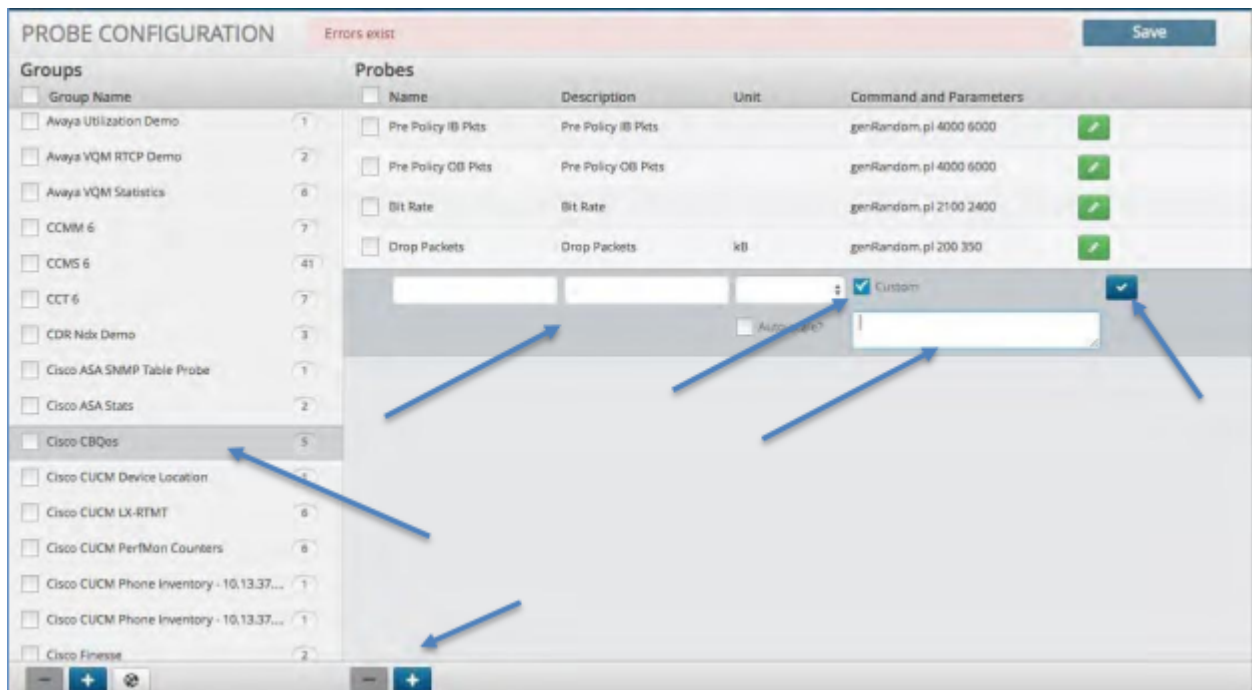 PROBE CONFIGURATION
Errors exist
Save
Groups
Probes
Group Name
Name Description Unit Command and Parameters
Avaya Utilization Demo 1
Avaya VQM RTCP Demo 2
Avaya VQM Statistics 6
CCMM 6 7
CCMS 6 41
CCT 6 7
CDR Ndx Demo 3
Cisco ASA SNMP Table Probe 1
Cisco ASA Stats 2
Cisco CBQos 5
Cisco CUCM Device Location
Cisco CUCM LX-RTMT 6
Cisco CUCM PerfMon Counters 6
Cisco CUCM Phone Inventory - 10.13.37... 1
Cisco CUCM Phone Inventory - 10.13.37... 1
Cisco Finesse 2
Pre Policy IB Pkts Pre Policy IB Pkts genRandom.pl 4000 6000
Pre Policy OB Pkts Pre Policy OB Pkts genRandom.pl 4000 6000
Bit Rate Bit Rate genRandom.pl 2100 2400
Drop Packets Drop Packets kB genRandom.pl 200 350
Custom